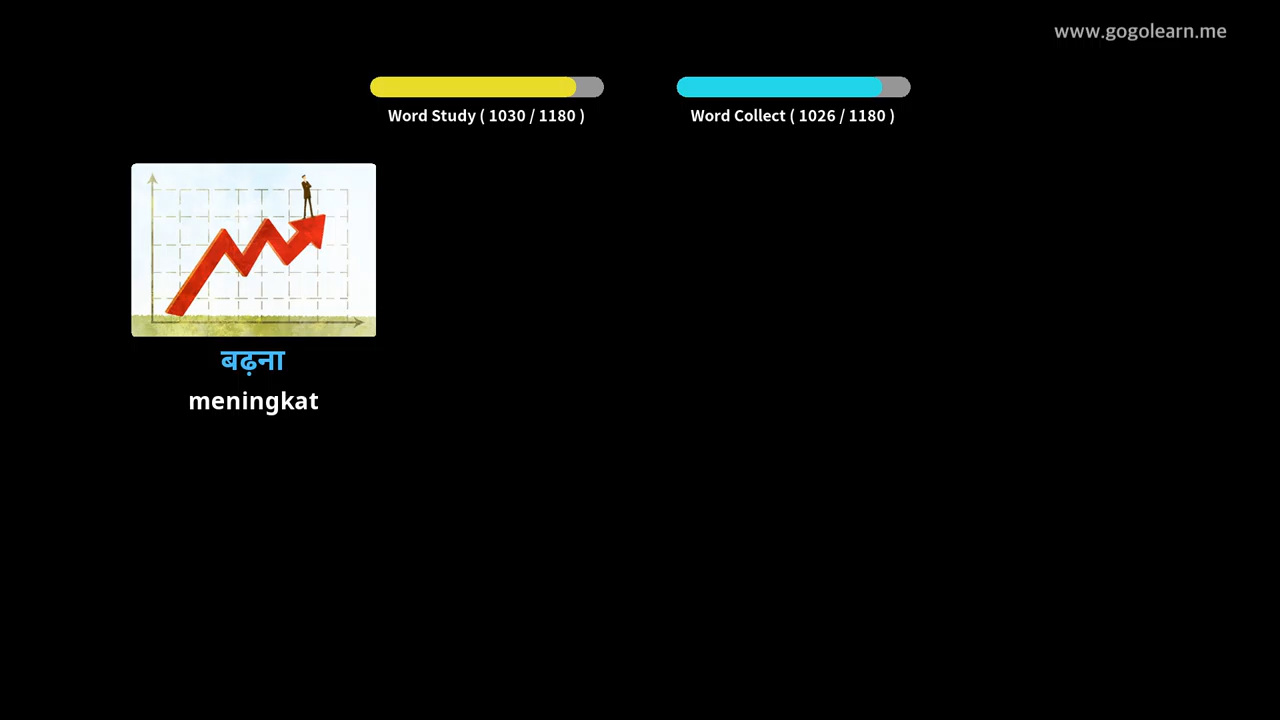 www.gogolearn.me
Word Study ( 1030 / 1180 )
Word Collect ( 1026 / 1180 )
बढ़ना
meningkat